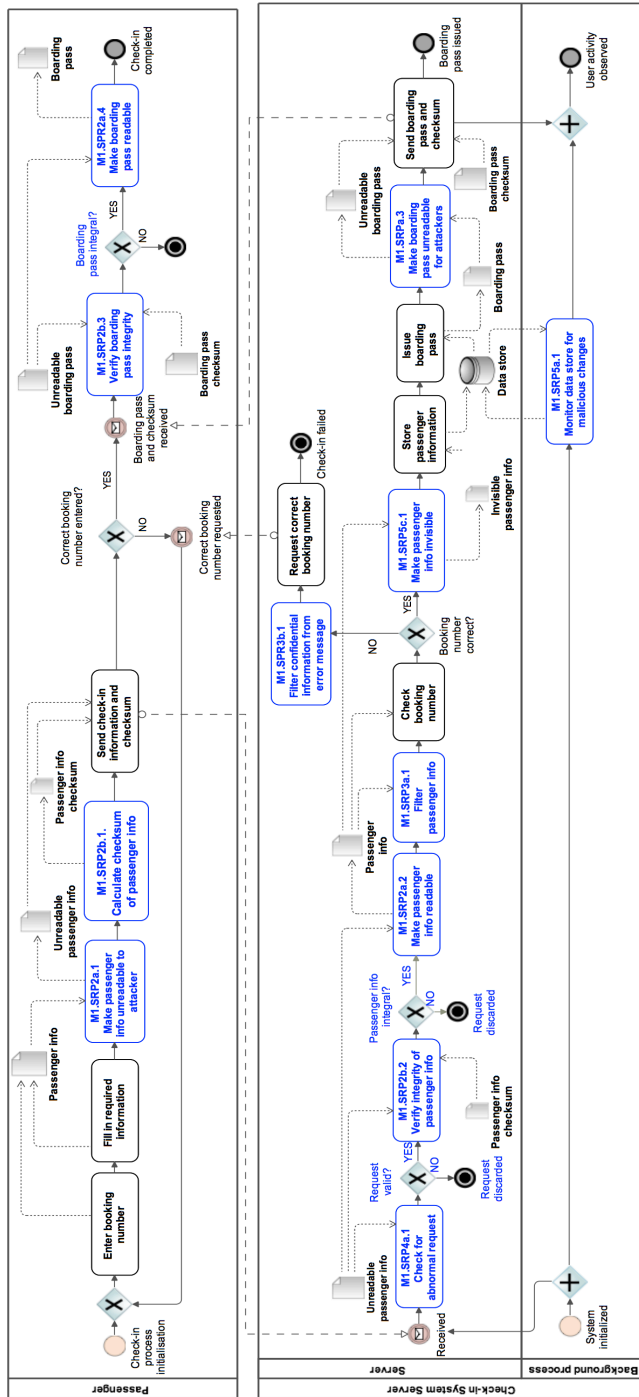 Passenger
Check-in
process
initialisation
Enter booking
number
Fill in required
information
Passenger info
M1.SRP2a.1
Make passenger
info unreadable to
attacker
Unreadable
passenger info
M1.SRP2b.1.
Calculate checksum
of passenger info
Passenger info
checksum
Send check-in
information and
checksum
Correct booking
number entered?
YES
NO
Correct booking
number requested
Boarding pass
and checksum
received
Unreadable
boarding pass
M1.SRP2b.3
Verify boarding
pass integrity
Boarding pass
checksum
Boarding
pass integral?
YES
NO
M1.SPR2a.4
Make boarding
pass readable
Boarding
pass
Check-in
completed
Check-in System Server
Server
Received
Unreadable
passenger info
M1.SRP4a.1
Check for
abnormal request
Request
valid?
YES
NO
Request
discarded
M1.SRP2b.2
Verify integrity of
passenger info
Passenger info
checksum
Passenger info
integral?
YES
NO
Request
discarded
M1.SRP2a.2
Make passenger
info readable
Passenger
info
M1.SRP3a.1
Filter
passenger info
Check
booking
number
Booking
number
correct?
NO
YES
M1.SPR3b.1
Filter confidential
information from
error message
Request correct
booking number
Check-in failed
M1.SRP5c.1
Make passenger
info invisible
Invisible
passenger info
Store
passenger
information
Data store
Issue
boarding
pass
Boarding pass
M1.SRPa.3
Make boarding
pass unreadable
for attackers
Unreadable
boarding pass
Boarding pass
checksum
Send boarding
pass and
checksum
Boarding
pass issued
Background process
System
initialized
M1.SRP5a.1
Monitor data store for
malicious changes
User activity
observed